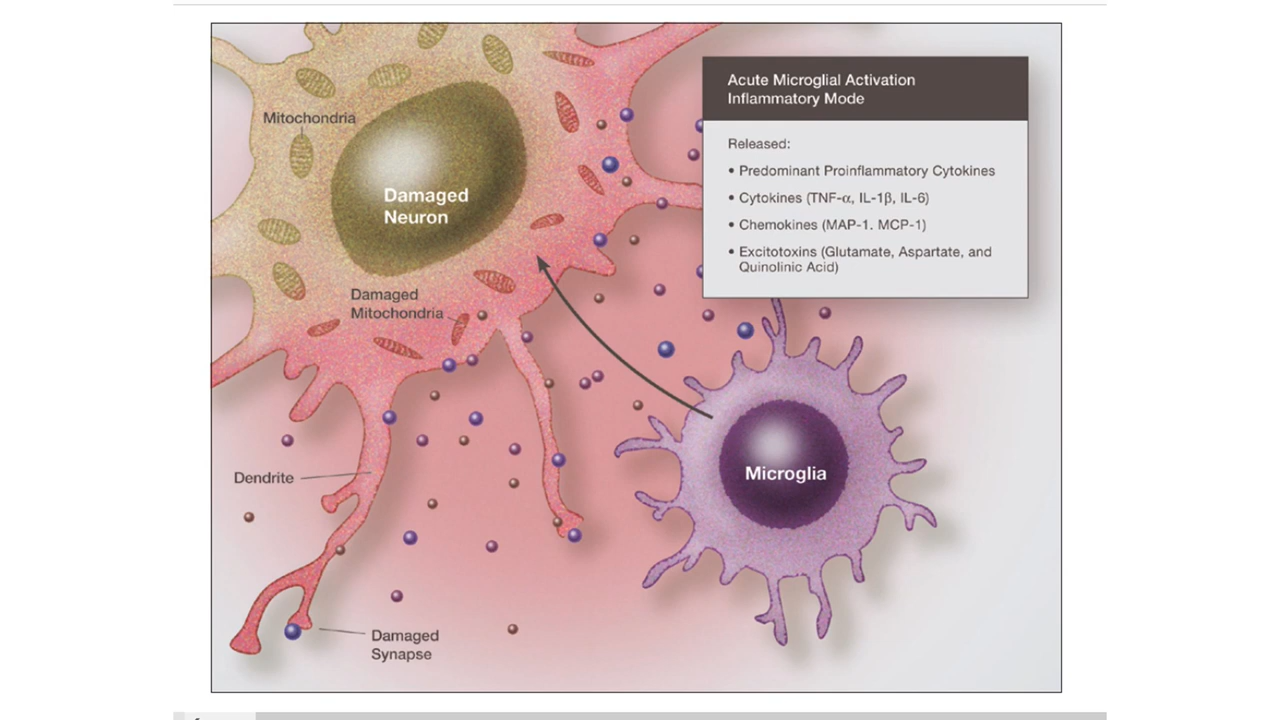 Acute Microglial Activation
Inflammatory Mode
Released:
• Predominant Proinflammatory Cytokines
• Cytokines (TNF-α, IL-1β, IL-6)
• Chemokines (MAP-1. MCP-1)
• Excitotoxins (Glutamate, Aspartate, and
Quinolinic Acid)
Mitochondria
Damaged
Neuron
Damaged
Mitochondria
Microglia
Dendrite
Damaged
Synapse